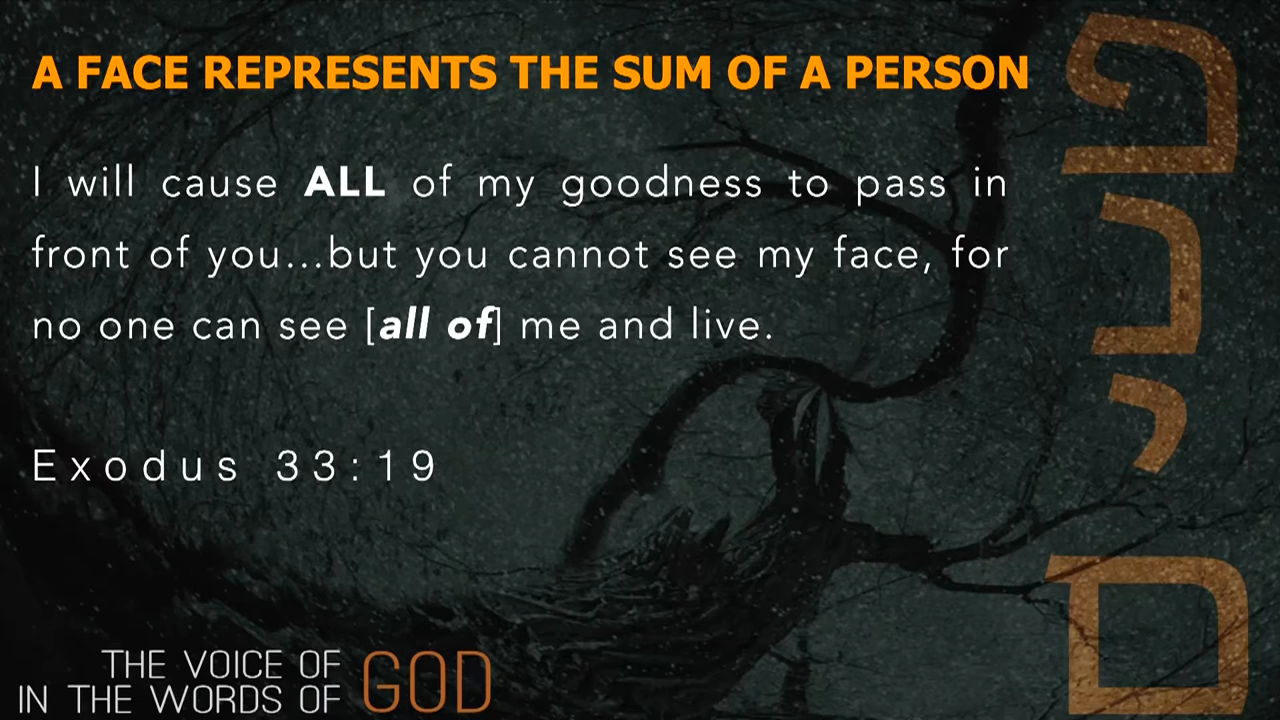 A FACE REPRESENTS THE SUM OF A PERSON
I will cause ALL of my goodness to pass in
front of you...but you cannot see my face, for
no one can see [all of] me and live.
Exodus 33:19
THE VOICE OF
IN THE WORDS OF GOD
פ
נ
י
ם